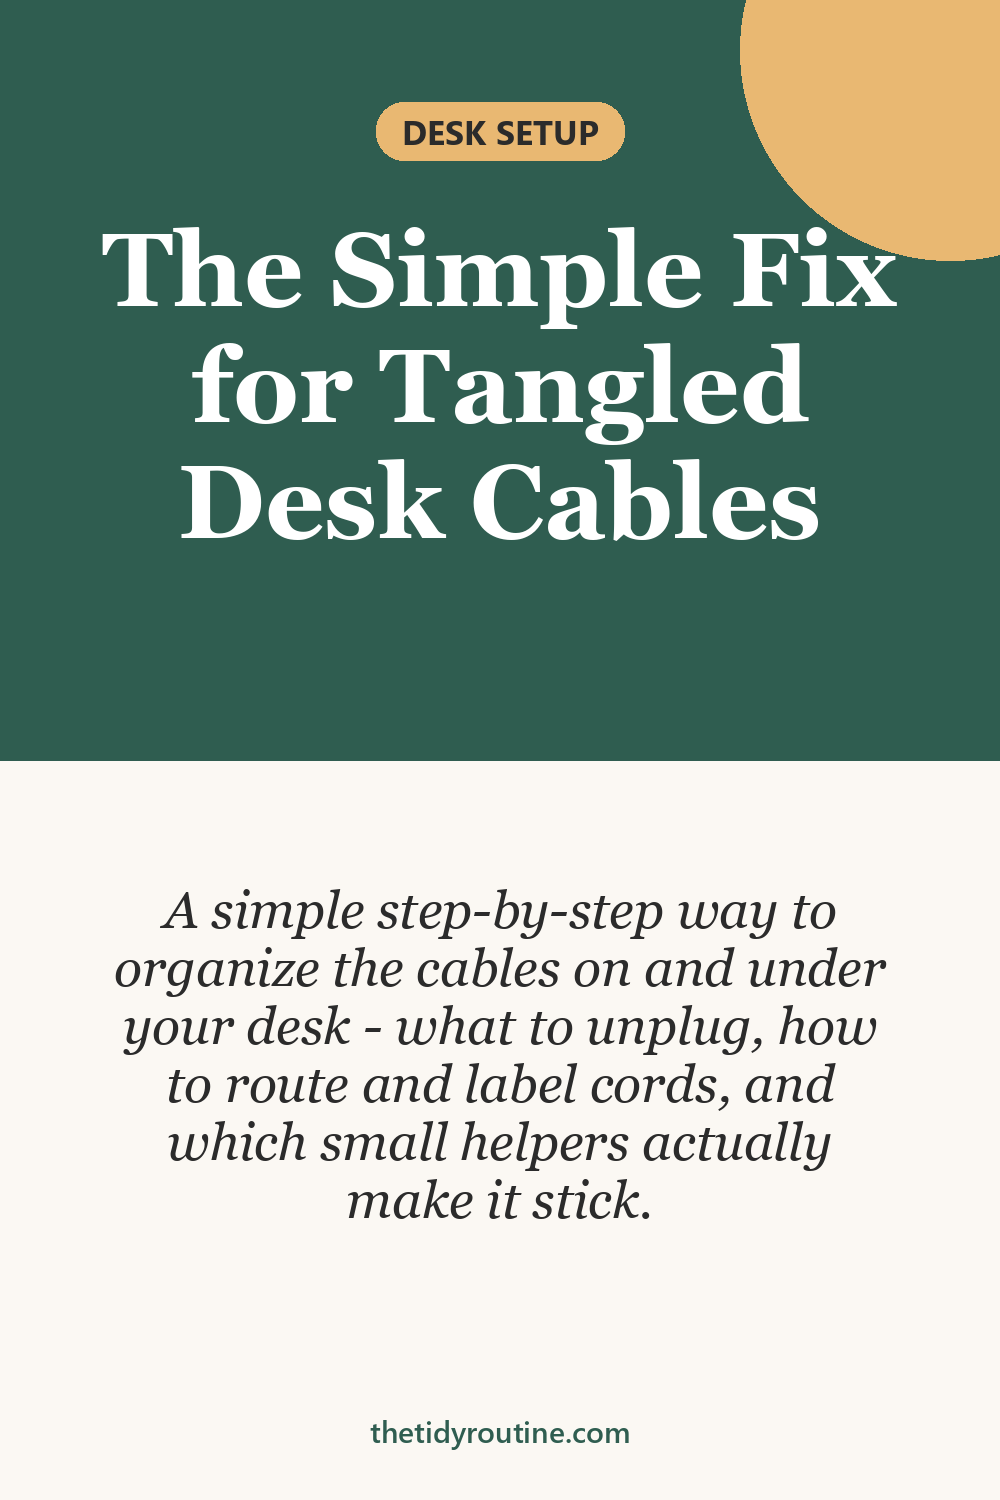 DESK SETUP
The Simple Fix
for Tangled
Desk Cables
A simple step-by-step way to
organize the cables on and under
your desk - what to unplug, how
to route and label cords, and
which small helpers actually
make it stick.
thetidyroutine.com